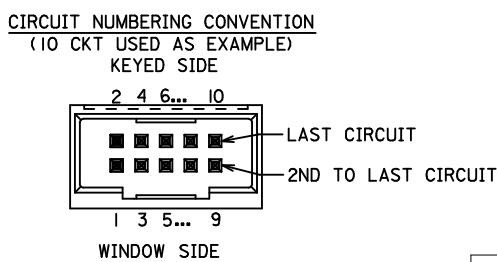 CIRCUIT NUMBERING CONVENTION
(10 CKT USED AS EXAMPLE)
KEYED SIDE
2 4 6... 10
LAST CIRCUIT
2ND TO LAST CIRCUIT
1 3 5... 9
WINDOW SIDE